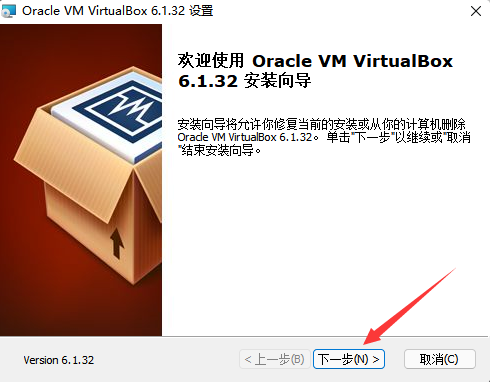 Oracle VM VirtualBox 6.1.32 设置
欢迎使用 Oracle VM VirtualBox
6.1.32 安装向导
安装向导将允许你修复当前的安装或从你的计算机删除
Oracle VM VirtualBox 6.1.32。 单击"下一步"以继续或"取消
"结束安装向导。
Version 6.1.32
< 上一步(B)
下一步(N) >
取消(C)